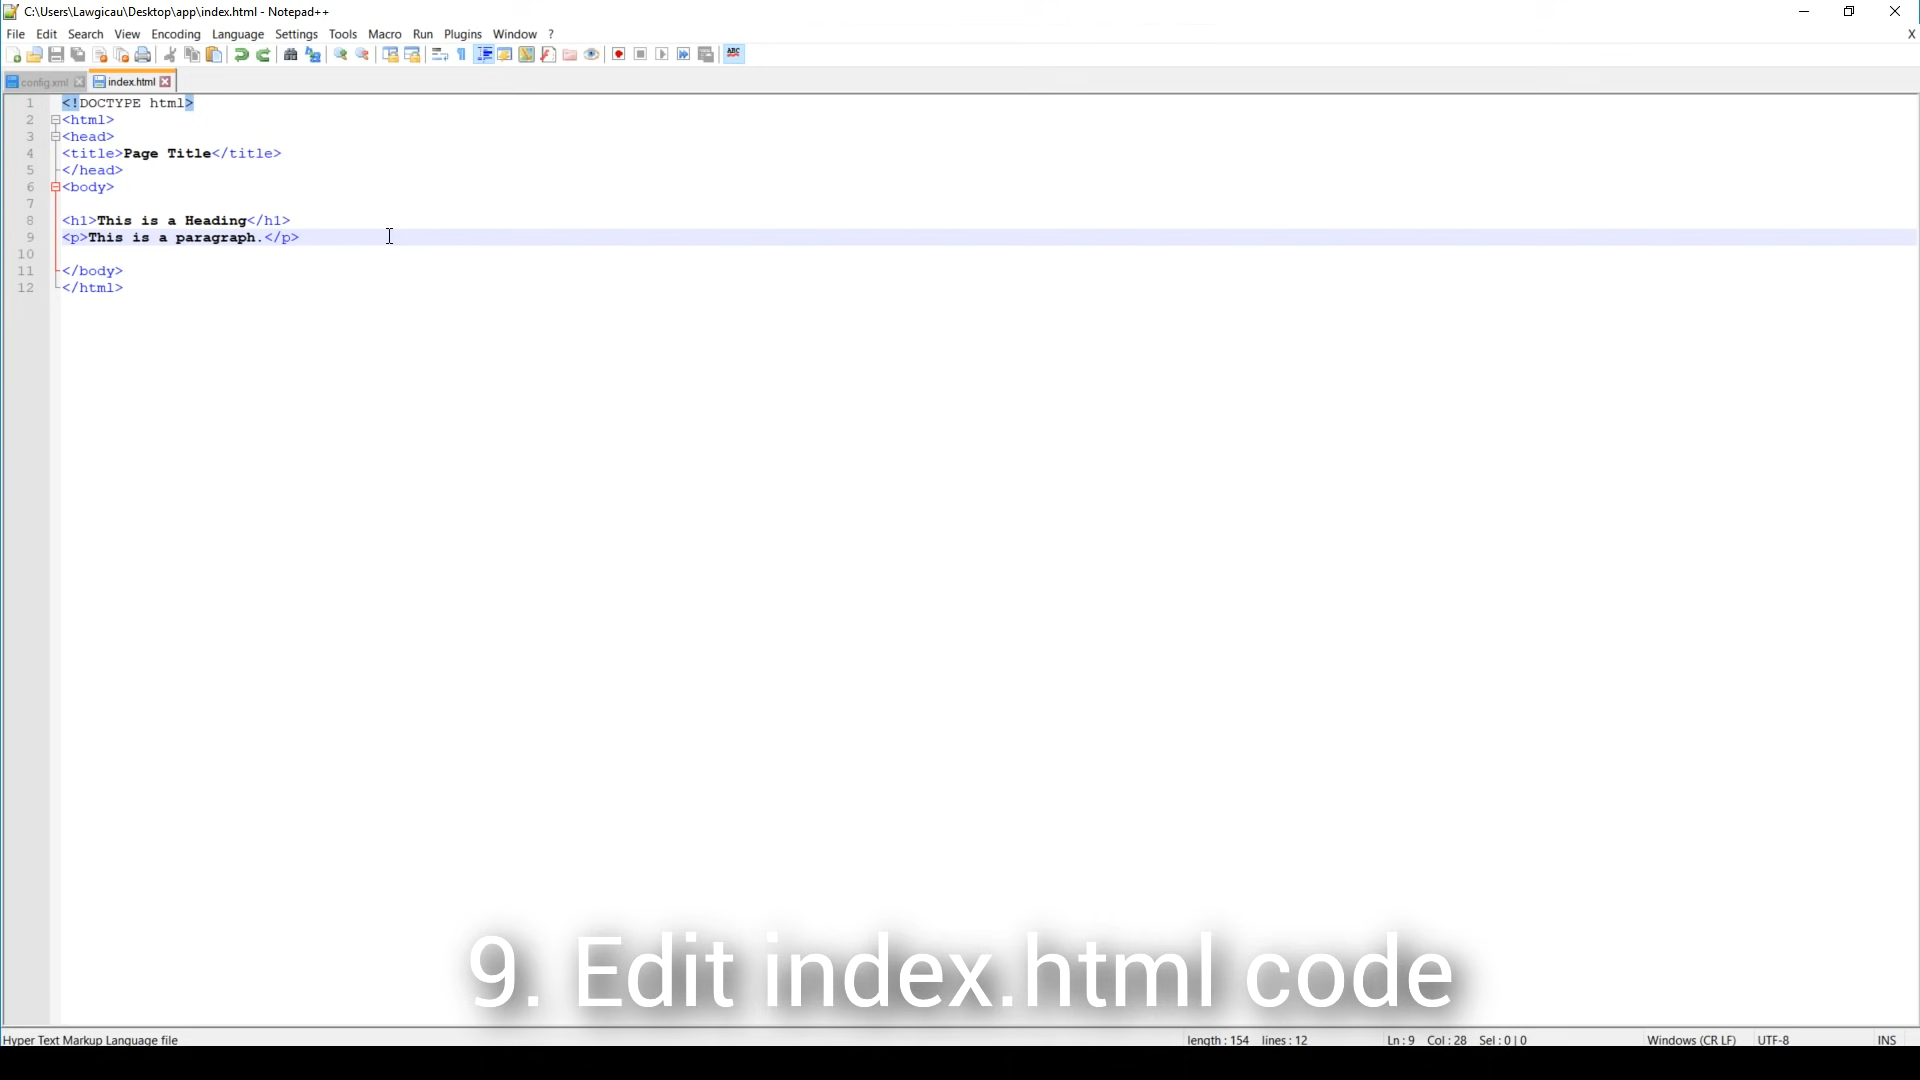 C:\Users\Lawgicau\Desktop\app\index.html - Notepad++
File Edit Search View Encoding Language Settings Tools Macro Run Plugins Window ? X
ABC
config.xml index.html
1 <!DOCTYPE html>
2 <html>
3 <head>
4 <title>Page Title</title>
5 </head>
6 <body>
7
8 <h1>This is a Heading</h1>
9 <p>This is a paragraph.</p>
10
11 </body>
12 </html>
9. Edit index.html code
Hyper Text Markup Language file length : 154 lines : 12 Ln : 9 Col : 28 Sel : 0 | 0 Windows (CR LF) UTF-8 INS